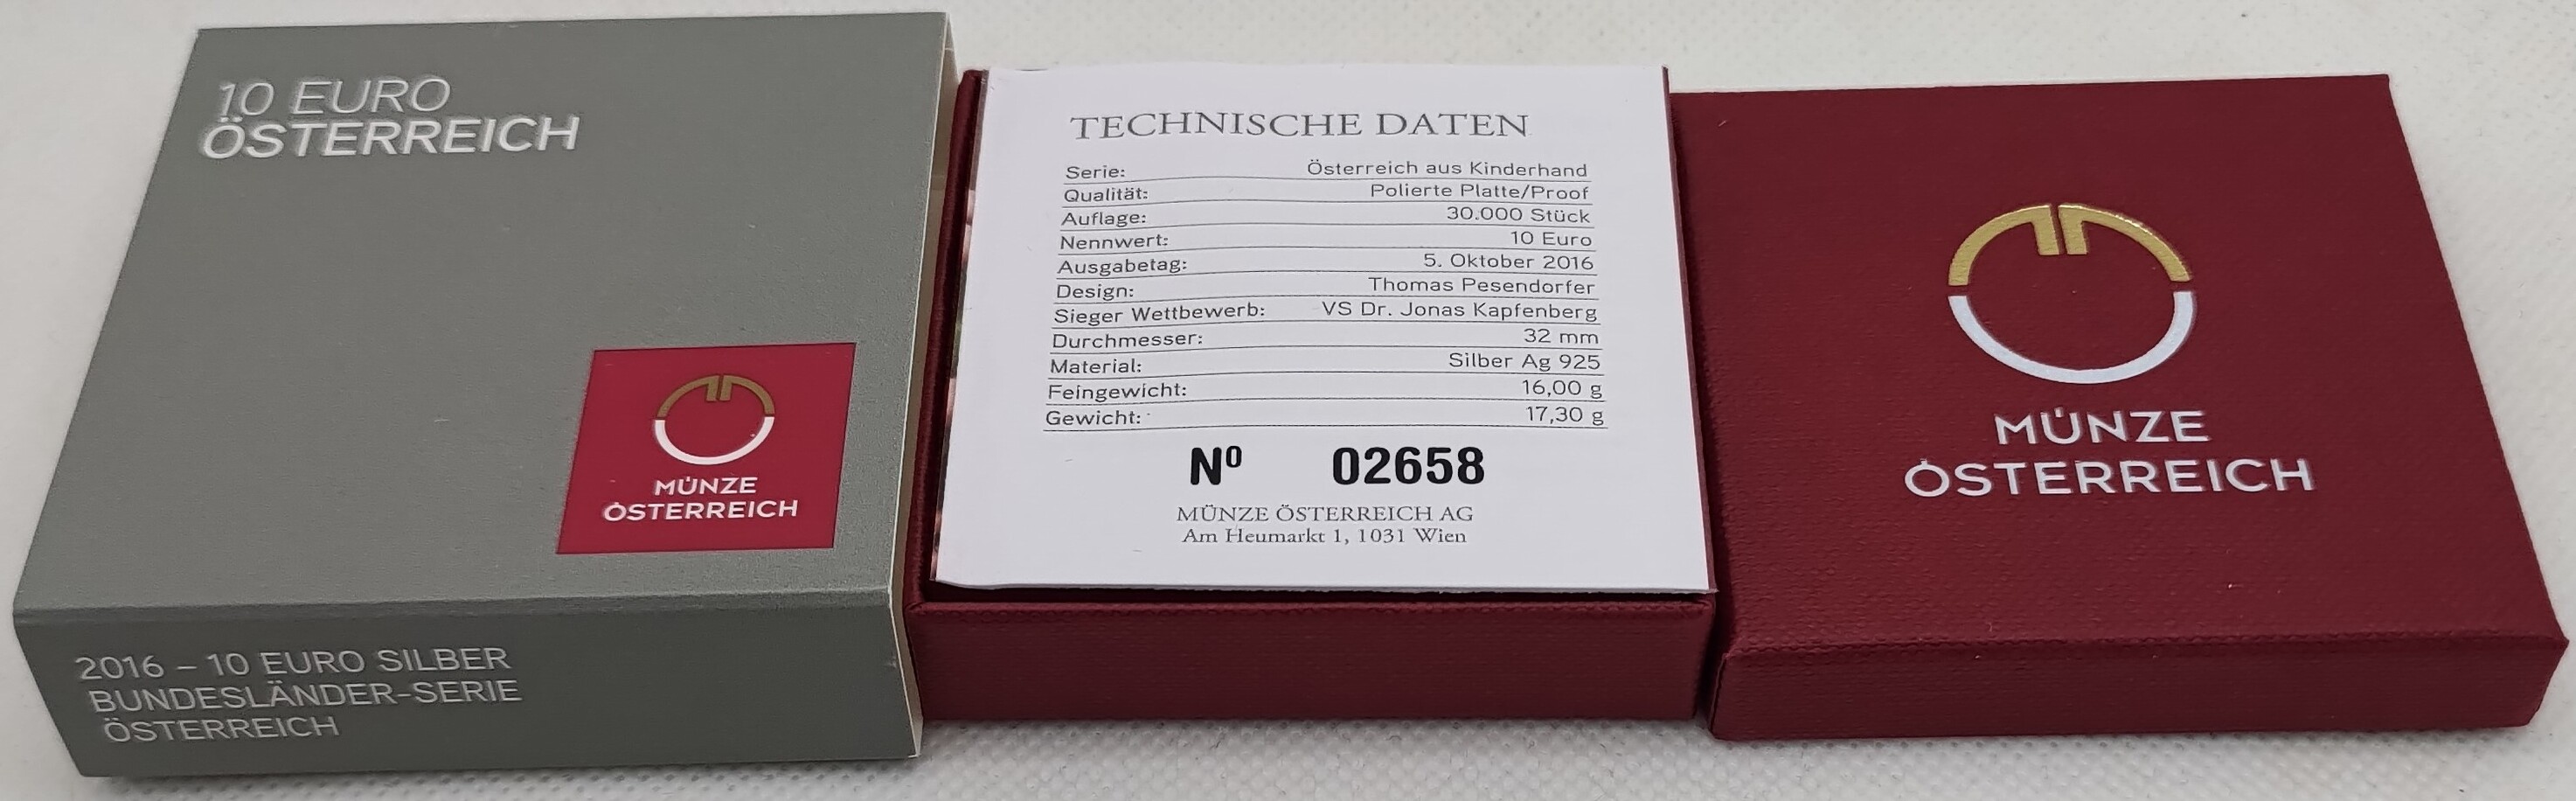 10 EURO
ÖSTERREICH
MÜNZE
ÖSTERREICH
2016 – 10 EURO SILBER
BUNDESLÄNDER-SERIE
ÖSTERREICH
TECHNISCHE DATEN
Serie: Österreich aus Kinderhand
Qualität: Polierte Platte/Proof
Auflage: 30.000 Stück
Nennwert: 10 Euro
Ausgabetag: 5. Oktober 2016
Design: Thomas Pesendorfer
Sieger Wettbewerb: VS Dr. Jonas Kapfenberg
Durchmesser: 32 mm
Material: Silber Ag 925
Feingewicht: 16,00 g
Gewicht: 17,30 g
Nº 02658
MÜNZE ÖSTERREICH AG
Am Heumarkt 1, 1031 Wien
MÜNZE
ÖSTERREICH